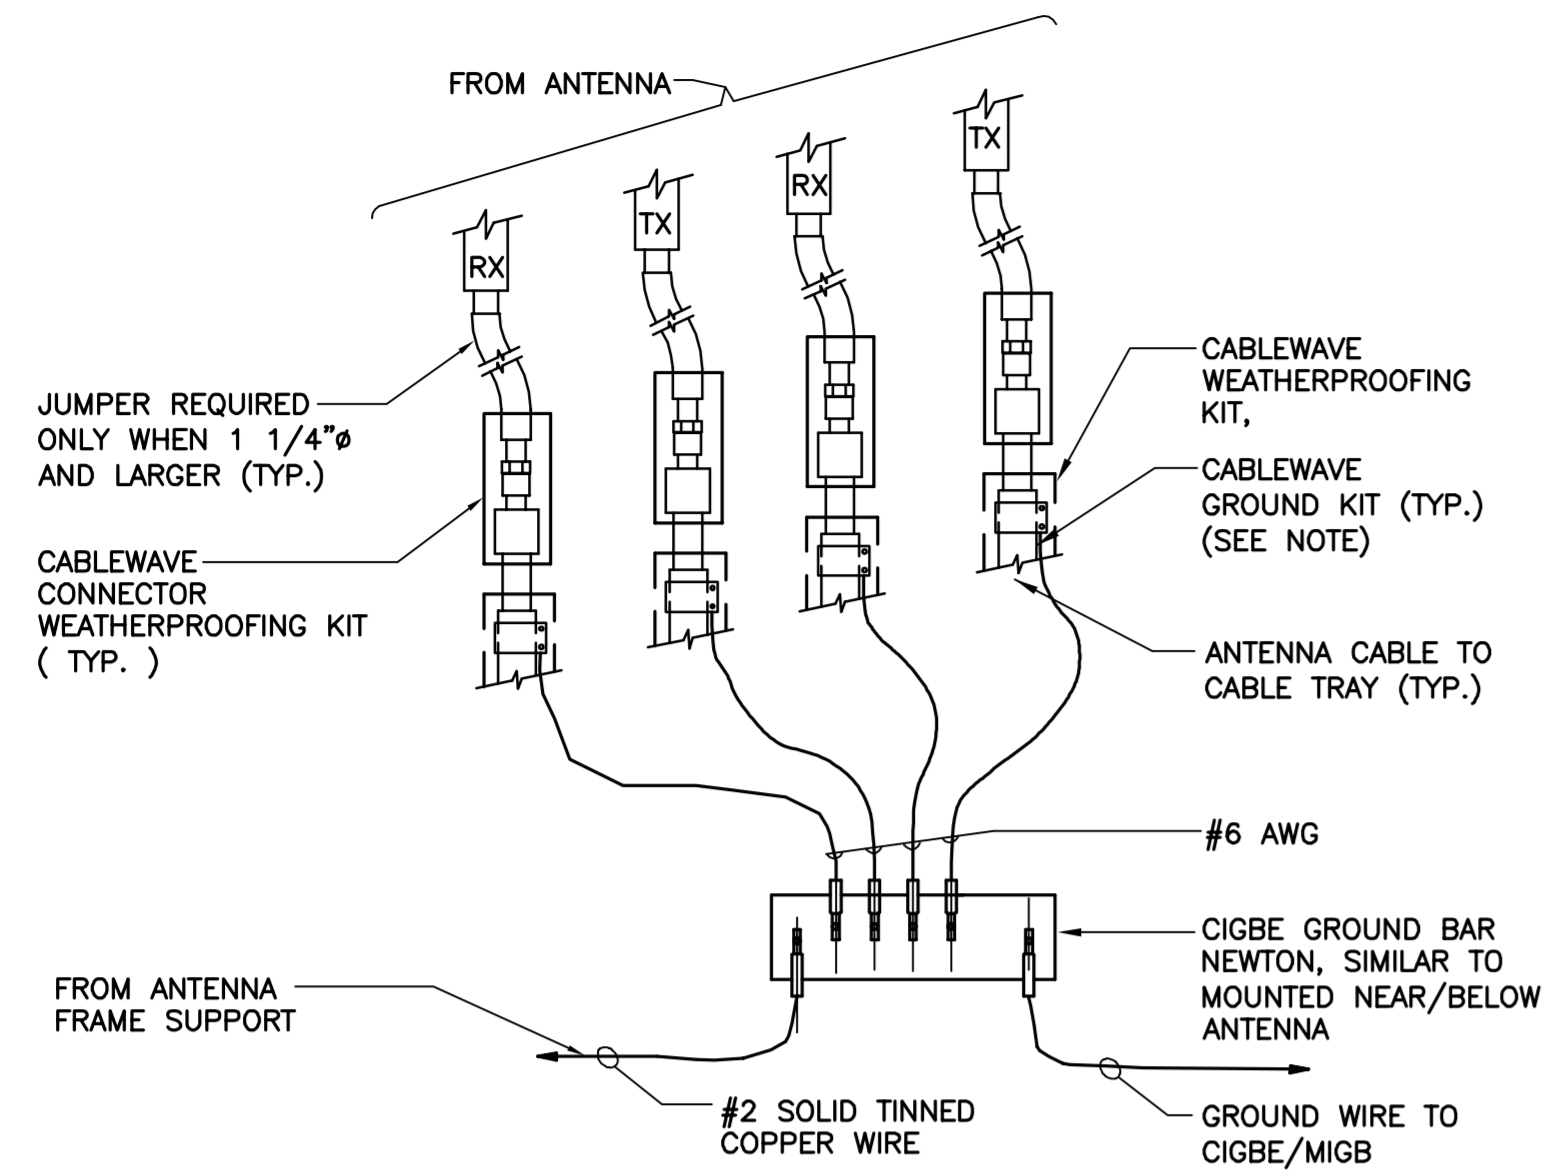 FROM ANTENNA
TX
RX
TX
RX
JUMPER REQUIRED
ONLY WHEN 1 1/4"ø
AND LARGER (TYP.)
CABLEWAVE
CONNECTOR
WEATHERPROOFING KIT
( TYP. )
CABLEWAVE
WEATHERPROOFING
KIT,
CABLEWAVE
GROUND KIT (TYP.)
(SEE NOTE)
ANTENNA CABLE TO
CABLE TRAY (TYP.)
#6 AWG
CIGBE GROUND BAR
NEWTON, SIMILAR TO
MOUNTED NEAR/BELOW
ANTENNA
FROM ANTENNA
FRAME SUPPORT
#2 SOLID TINNED
COPPER WIRE
GROUND WIRE TO
CIGBE/MIGB